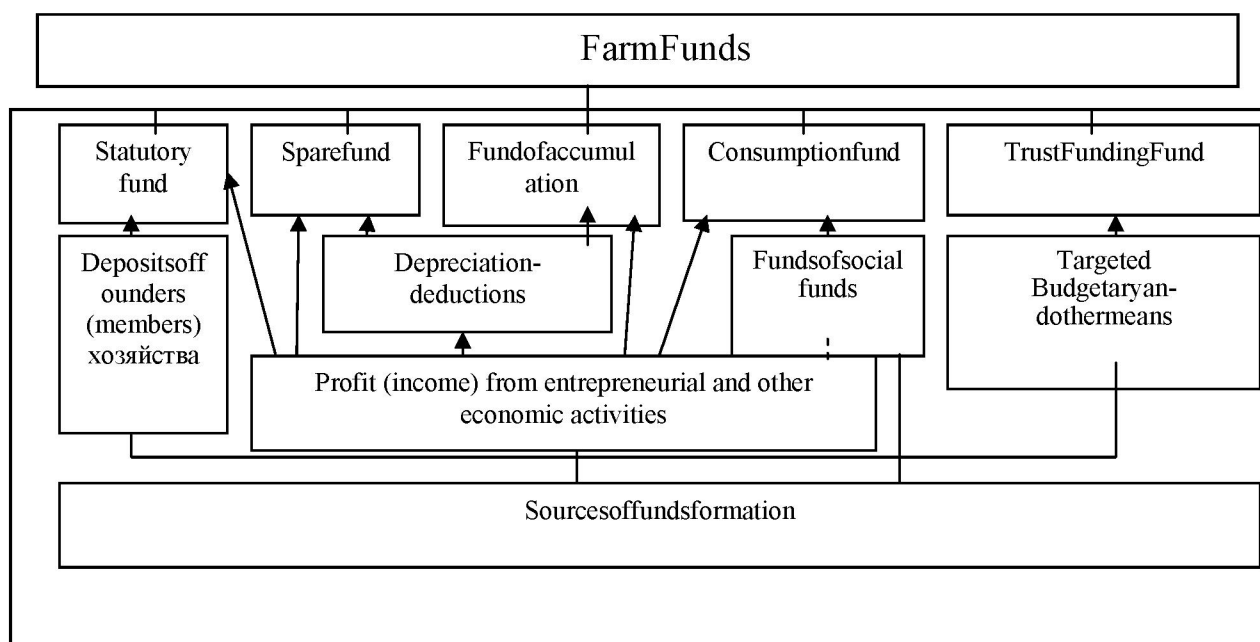 FarmFunds
Statutory
fund
Sparefund
Fundofaccumul
ation
Consumptionfund
TrustFundingFund
Depositsoff
ounders
(members)
хозяйства
Depreciation-
deductions
Fundsofsocial
funds
Targeted
Budgetaryan-
dothermeans
Profit (income) from entrepreneurial and other
economic activities
Sourcesoffundsformation